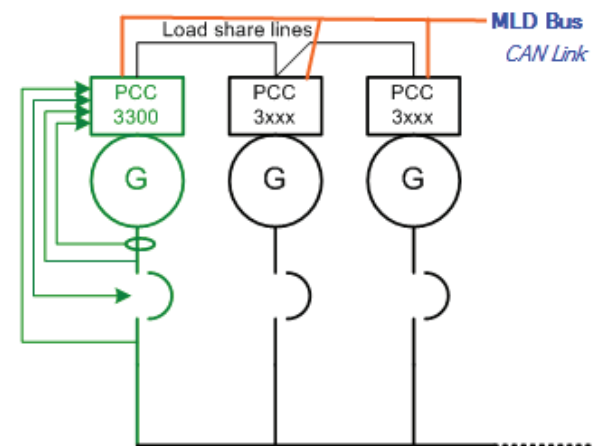 MLD Bus
Load share lines
CAN Link
PCC
3300
PCC
3xxx
PCC
3xxx
G
G
G